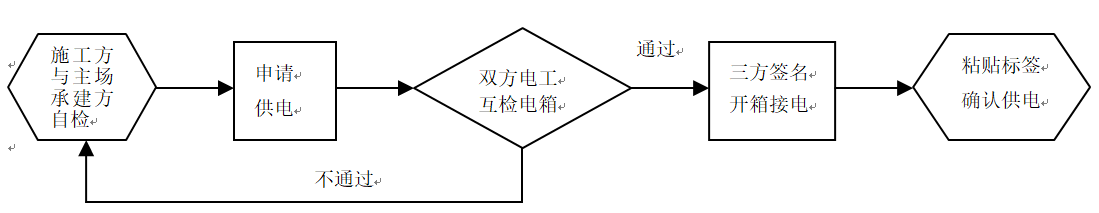 施工方
与主场
承建方
自检
申请
供电
双方电工
互检电箱
通过
三方签名
开箱接电
粘贴标签
确认供电
不通过